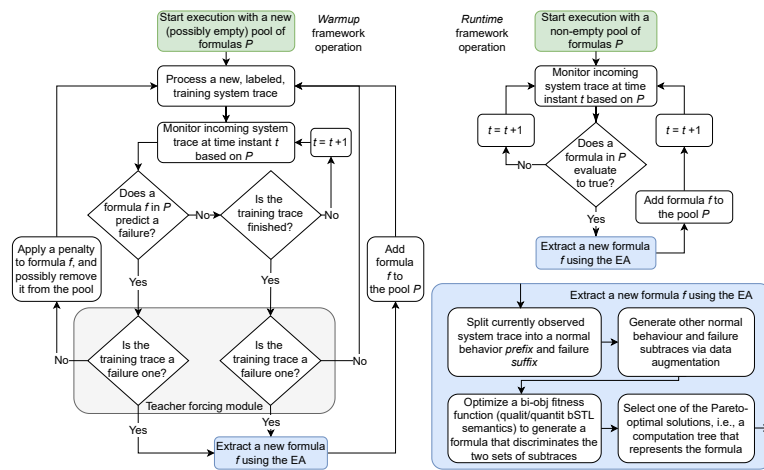 Start execution with a new
(possibly empty) pool of
formulas P
Warmup
framework
operation
Process a new, labeled,
training system trace
Monitor incoming system
trace at time instant t
based on P
t = t +1
Does a
formula f in P
predict a
failure?
No
Is the
training trace
finished?
No
Apply a penalty
to formula f, and
possibly remove
it from the pool
Add
formula
f to
the pool P
Yes
Yes
Is the
training trace a
failure one?
No
Is the
training trace a
failure one?
No
Teacher forcing module
Yes
Yes
Extract a new formula
f using the EA
Runtime
framework
operation
Start execution with a
non-empty pool of
formulas P
Monitor incoming
system trace at time
instant t based on P
t = t +1
t = t +1
No
Does a
formula in P
evaluate to
true?
Yes
Add formula f to
the pool P
Extract a new formula
f using the EA
Extract a new formula f using the EA
Split currently observed
system trace into a normal
behavior prefix and failure
suffix
Generate other normal
behaviour and failure
subtraces via data
augmentation
Optimize a bi-obj fitness
function (qualit/quantit bSTL
semantics) to generate a
formula that discriminates the
two sets of subtraces
Select one of the Pareto-
optimal solutions, i.e., a
computation tree that
represents the formula